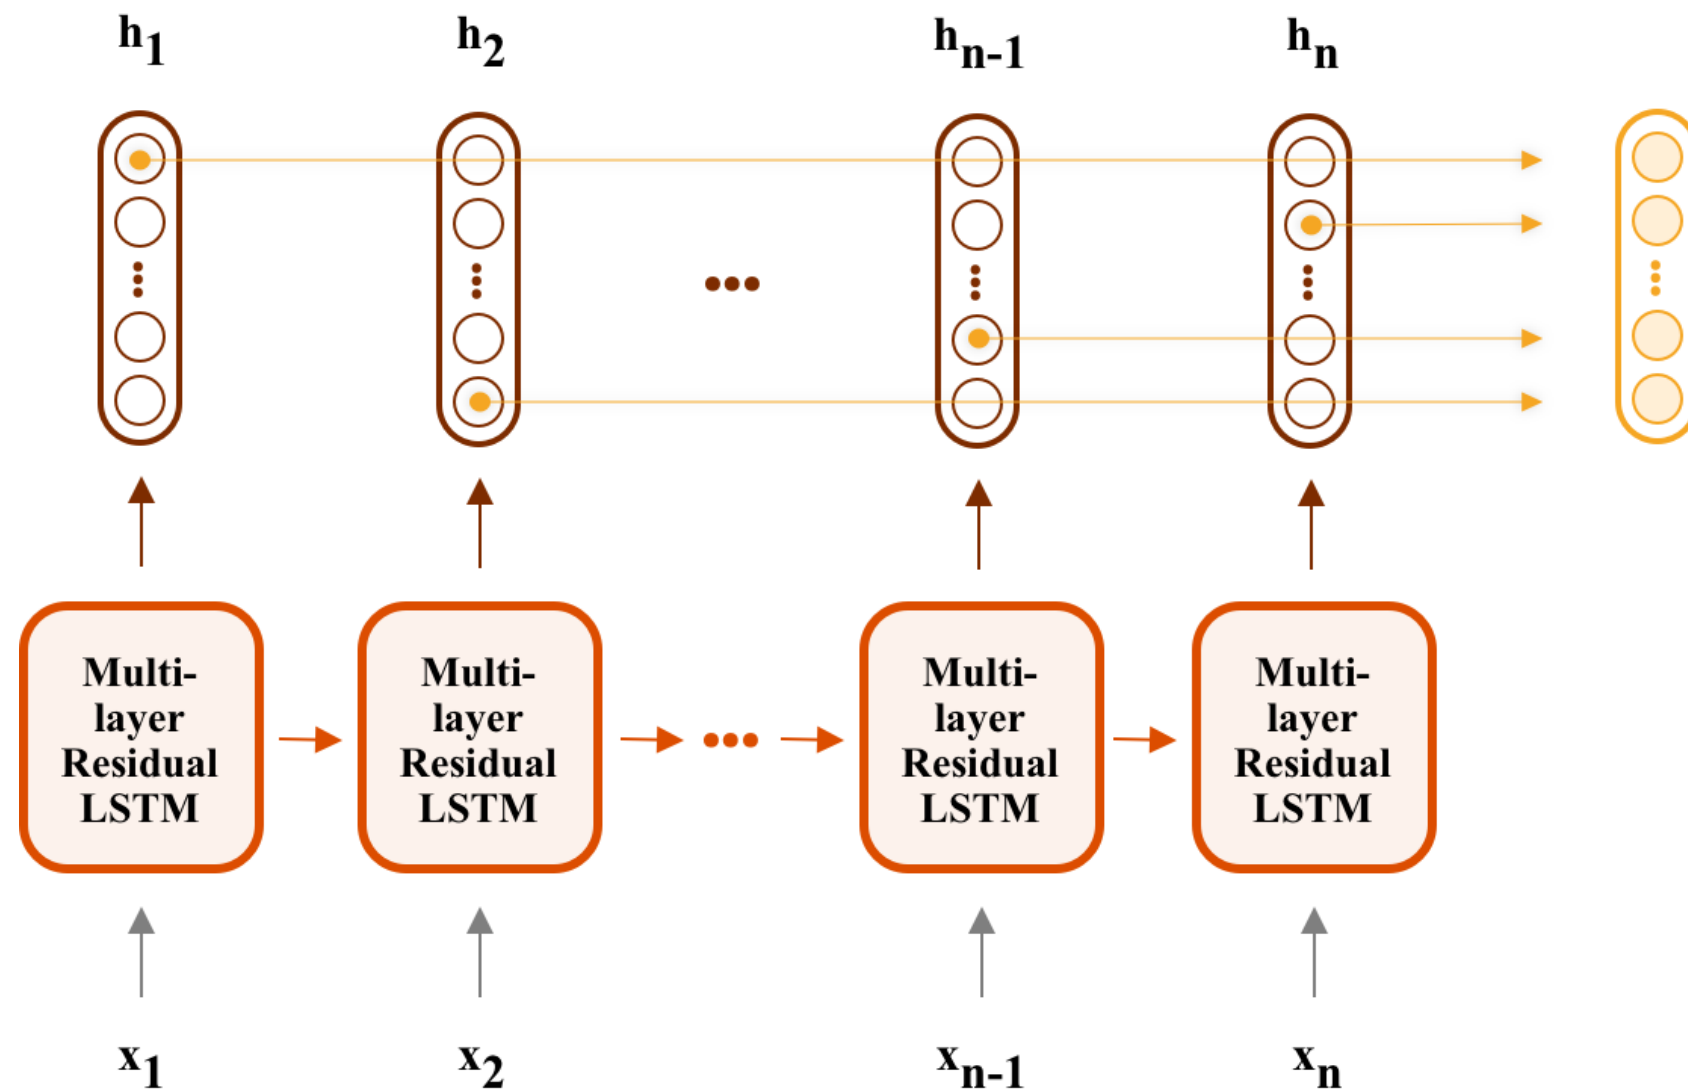 h1 h2 hn-1 hn
Multi- Multi- Multi- Multi-
layer layer layer layer
Residual Residual Residual Residual
LSTM LSTM LSTM LSTM
x1 x2 xn-1 xn